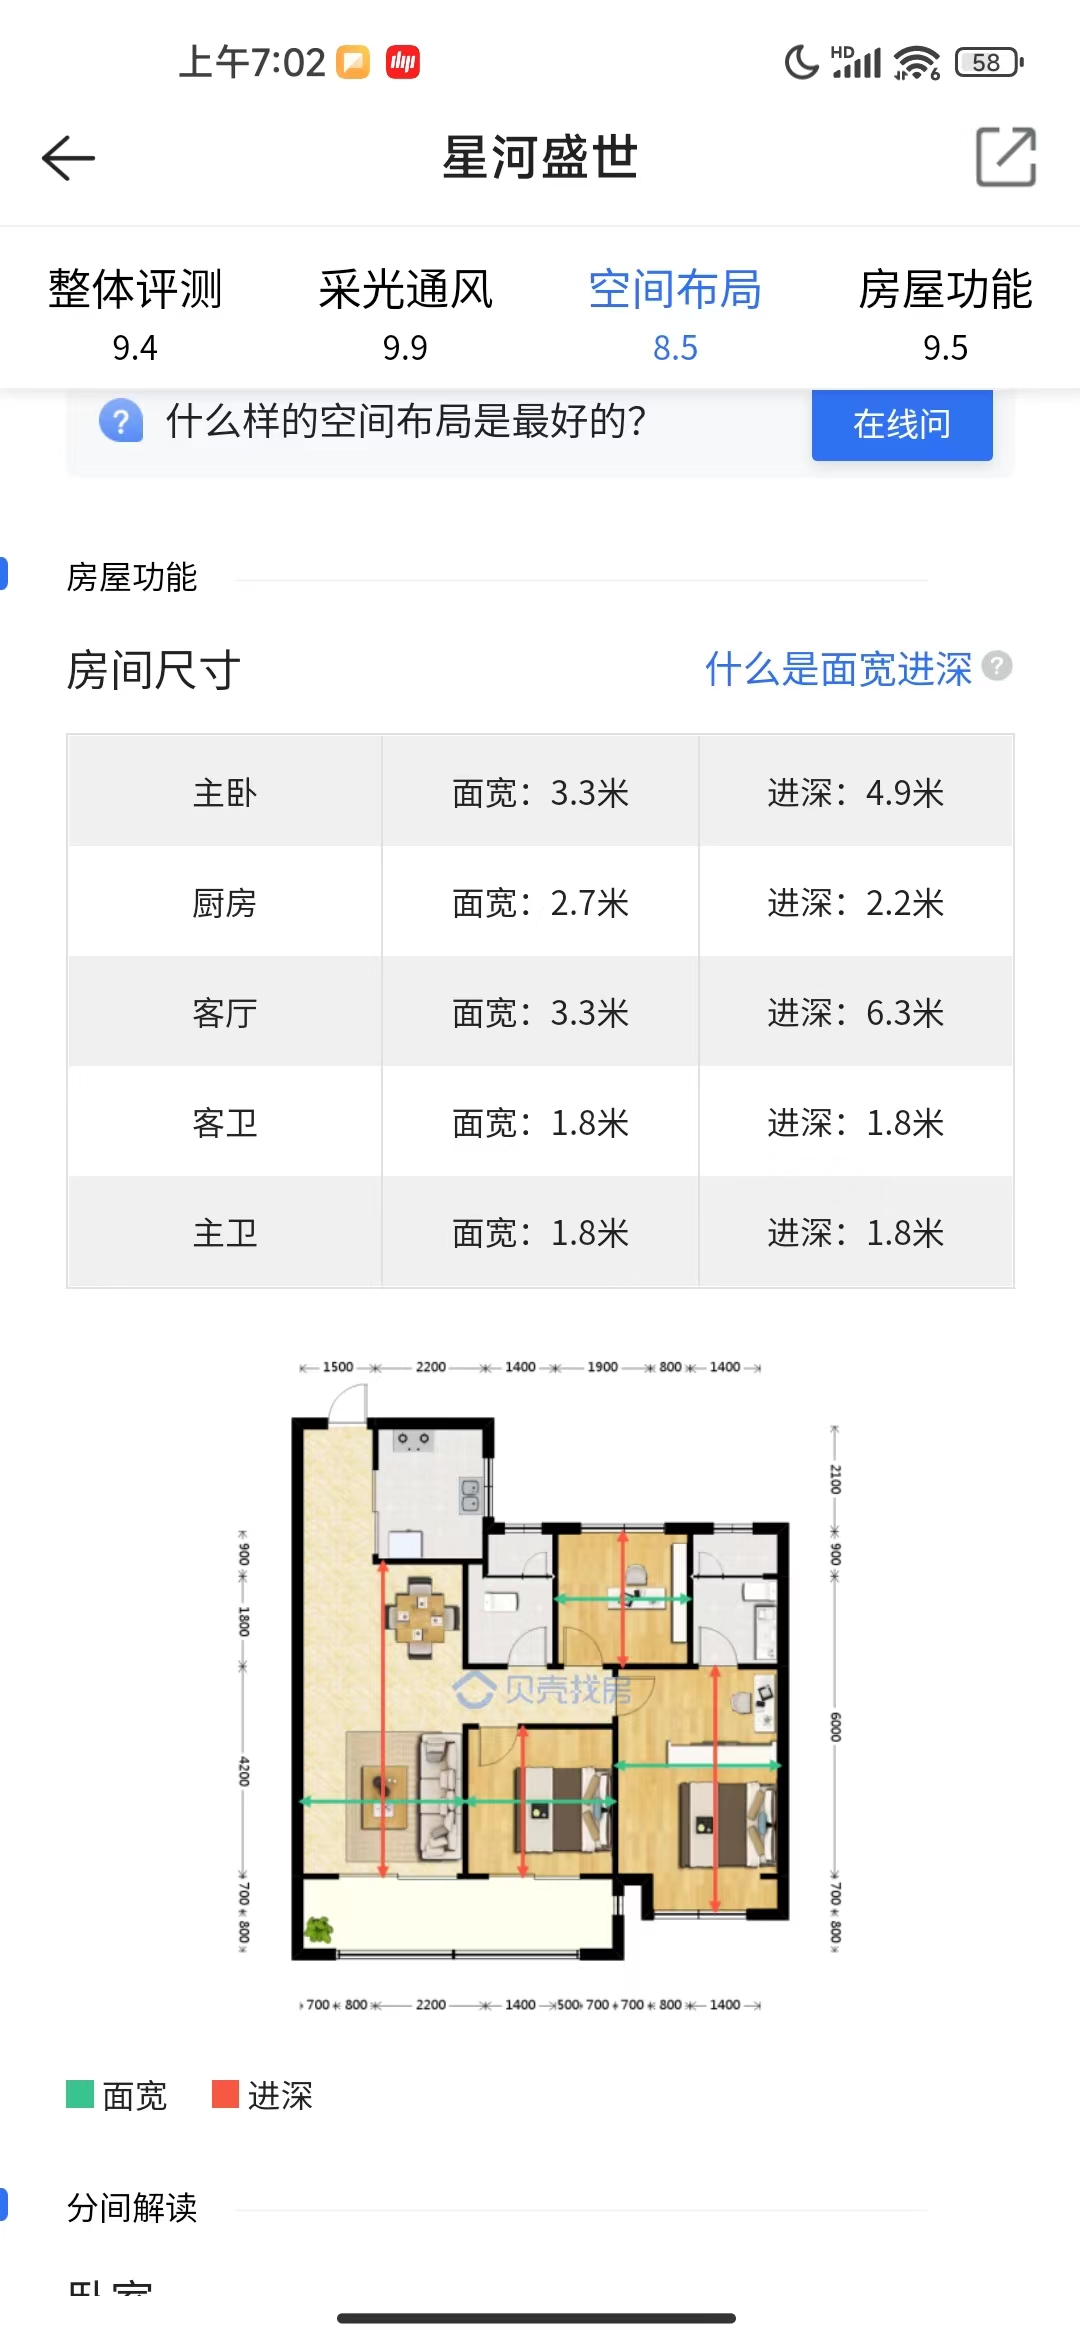 上午7:02
HD
6
58
星河盛世
整体评测 采光通风 空间布局 房屋功能
9.4 9.9 8.5 9.5
? 什么样的空间布局是最好的? 在线问
房屋功能
房间尺寸 什么是面宽进深 ?
主卧 面宽：3.3米 进深：4.9米
厨房 面宽：2.7米 进深：2.2米
客厅 面宽：3.3米 进深：6.3米
客卫 面宽：1.8米 进深：1.8米
主卫 面宽：1.8米 进深：1.8米
1500 2200 1400 1900 800 1400
2100
900 900
1800
贝壳找房
6000
4200
700 700
800 800
700 800 2200 1400 500 700 700 800 1400
面宽 进深
分间解读
卧室